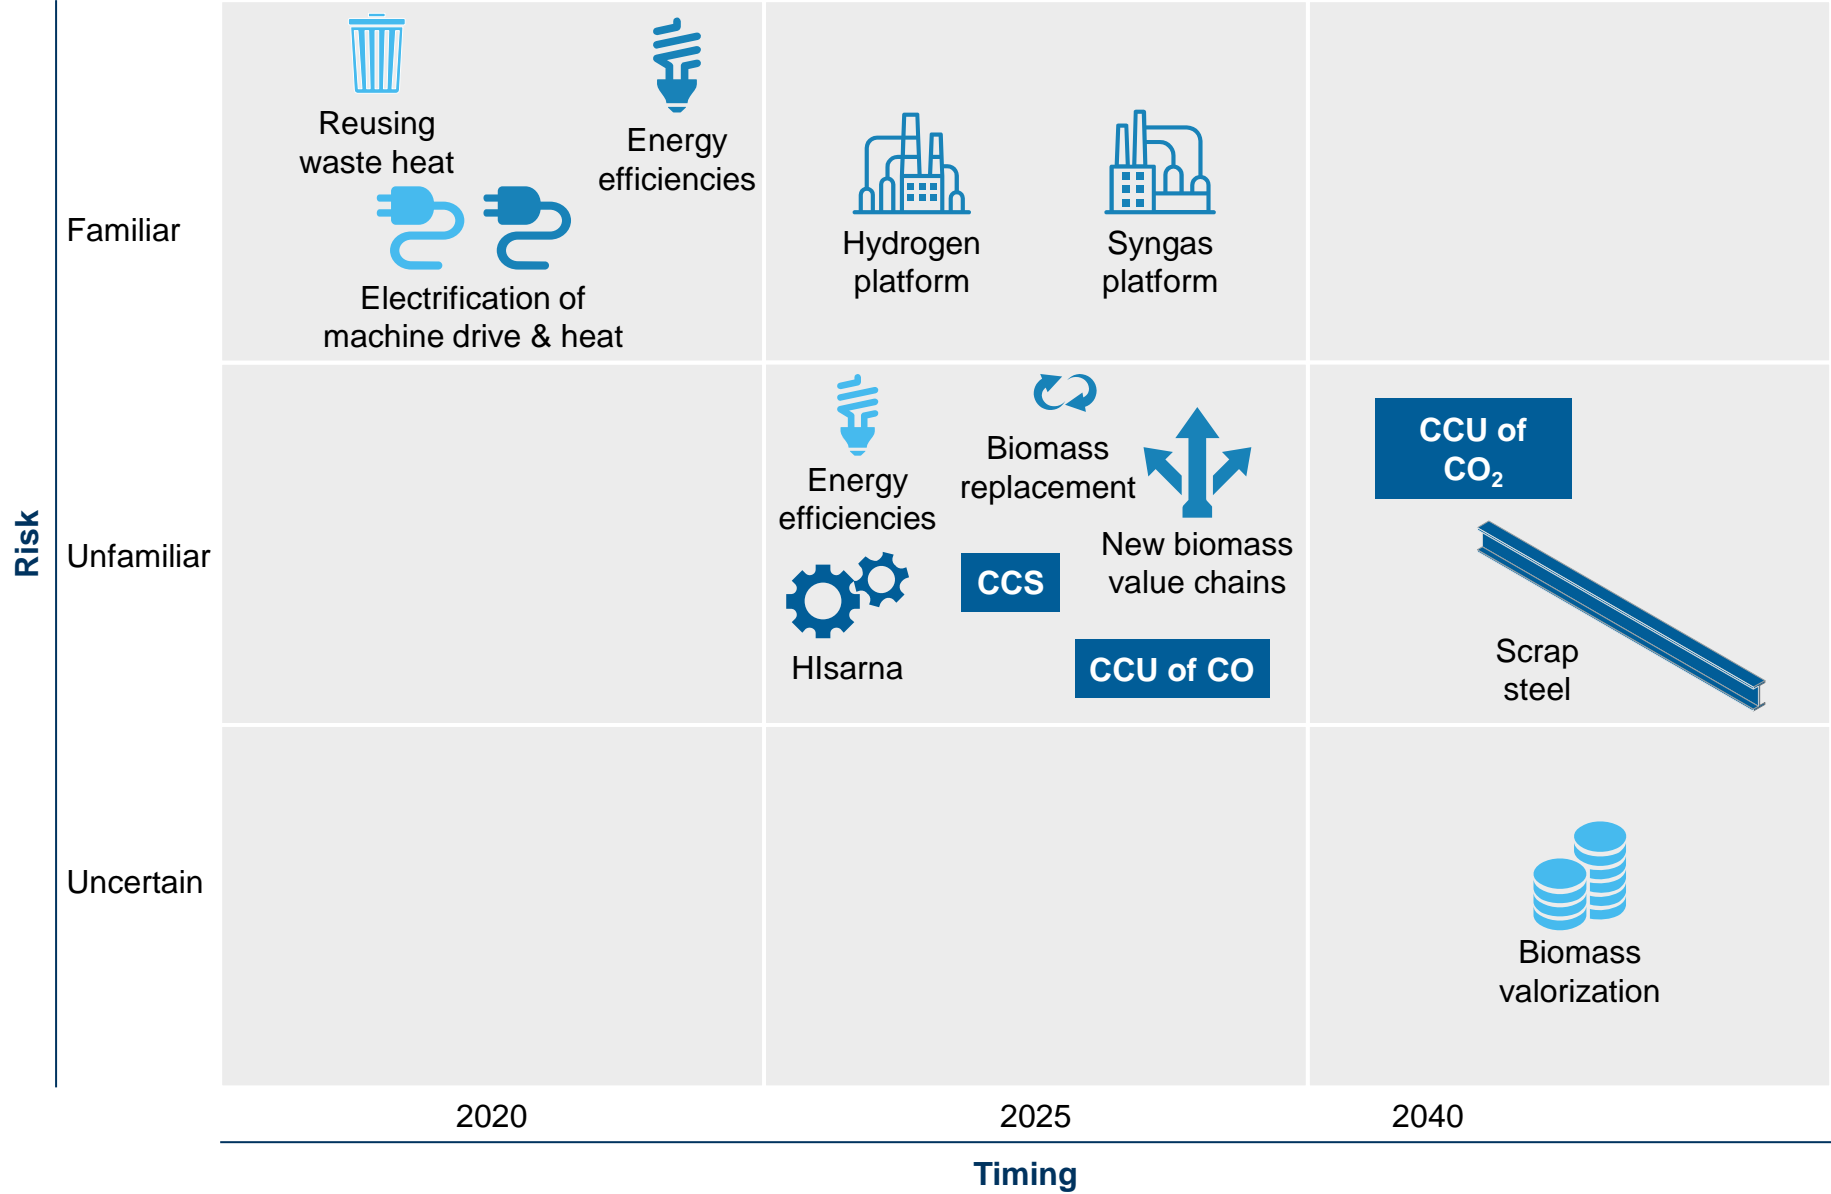 Reusing
waste heat
Energy
efficiencies
Electrification of
machine drive & heat
Hydrogen
platform
Syngas
platform
Familiar
Energy
efficiencies
Biomass
replacement
New biomass
value chains
HIsarna
CCS
CCU of CO
CCU of
CO₂
Scrap
steel
Unfamiliar
Risk
Uncertain
Biomass
valorization
2020
2025
2040
Timing